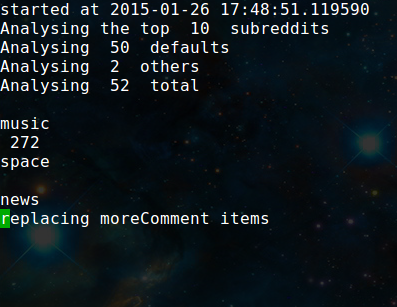 started at 2015-01-26 17:48:51.119590
Analysing the top  10  subreddits
Analysing  50  defaults
Analysing  2  others
Analysing  52  total

music
 272
space

news
replacing moreComment items